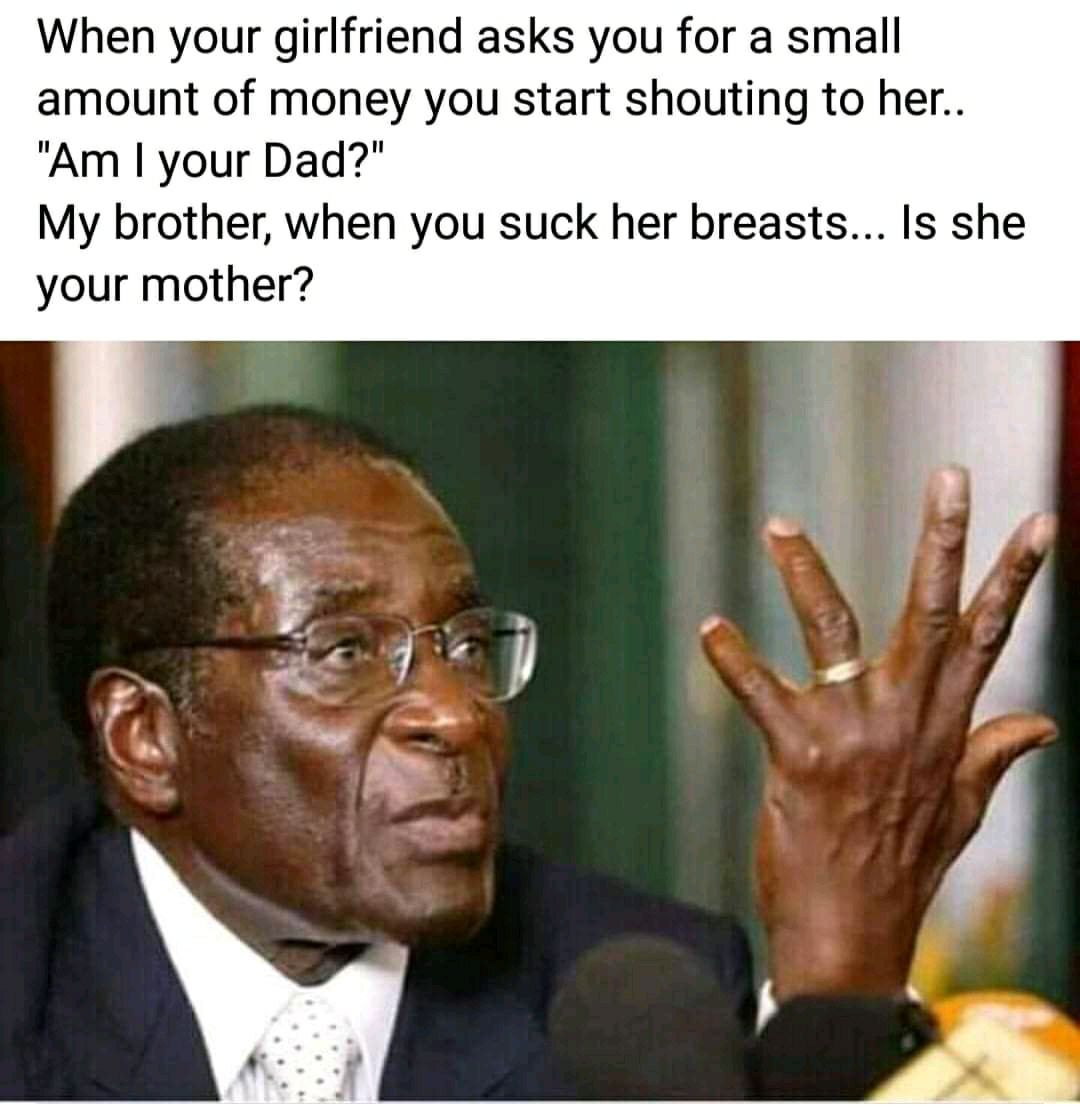 When your girlfriend asks you for a small
amount of money you start shouting to her..
"Am I your Dad?"
My brother, when you suck her breasts... Is she
your mother?